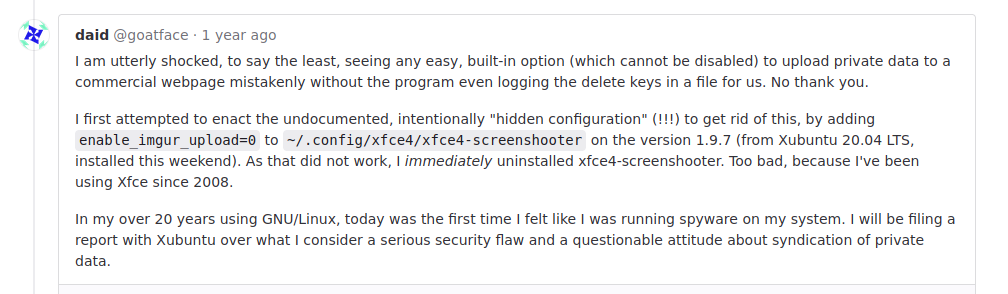 daid @goatface · 1 year ago
I am utterly shocked, to say the least, seeing any easy, built-in option (which cannot be disabled) to upload private data to a
commercial webpage mistakenly without the program even logging the delete keys in a file for us. No thank you.
I first attempted to enact the undocumented, intentionally "hidden configuration" (!!!) to get rid of this, by adding
enable_imgur_upload=0 to ~/.config/xfce4/xfce4-screenshooter on the version 1.9.7 (from Xubuntu 20.04 LTS,
installed this weekend). As that did not work, I immediately uninstalled xfce4-screenshooter. Too bad, because I've been
using Xfce since 2008.
In my over 20 years using GNU/Linux, today was the first time I felt like I was running spyware on my system. I will be filing a
report with Xubuntu over what I consider a serious security flaw and a questionable attitude about syndication of private
data.